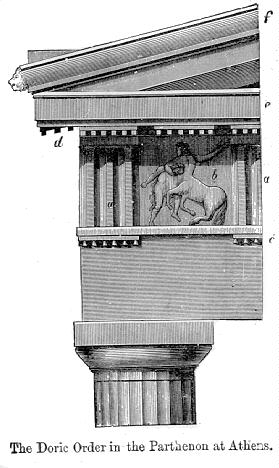 f
e
d
a
b
a
c
The Doric Order in the Parthenon at Athens.